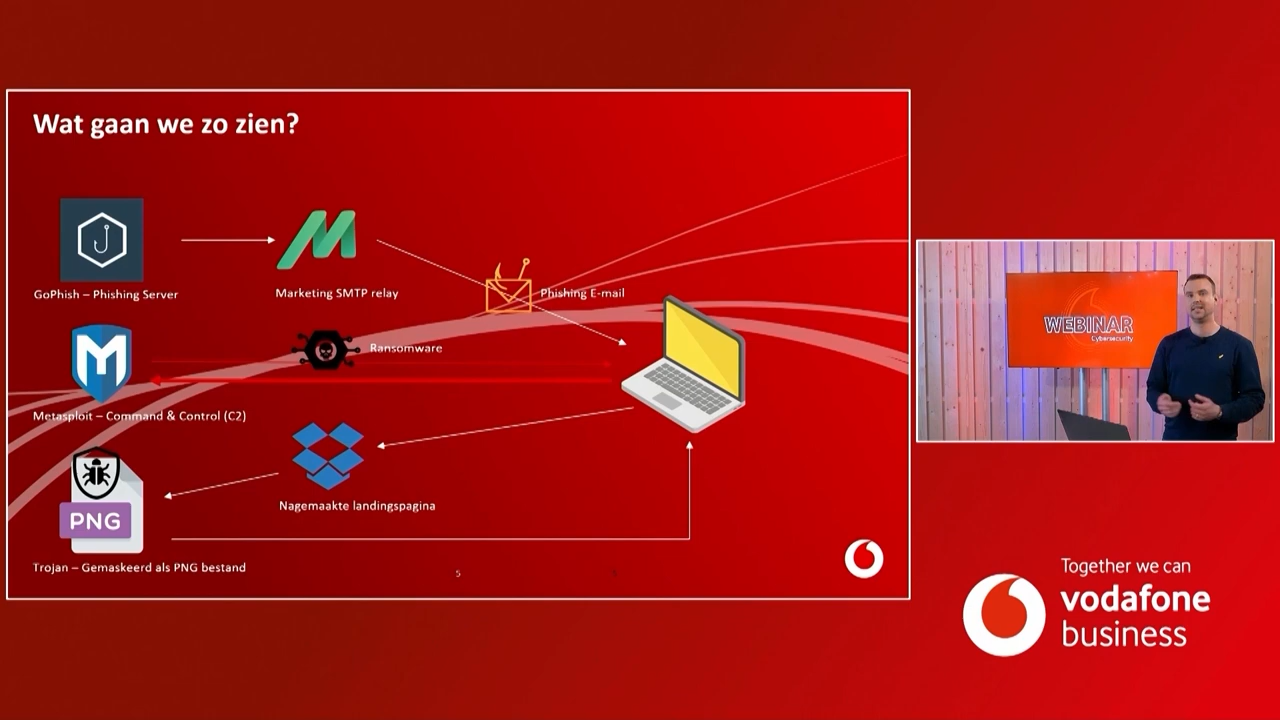 Wat gaan we zo zien?
GoPhish – Phishing Server
Marketing SMTP relay
Phishing E-mail
Ransomware
Metasploit – Command & Control (C2)
Nagemaakte landingspagina
PNG
Trojan – Gemaskeerd als PNG bestand
5
WEBINAR
Cybersecurity
Together we can
vodafone
business